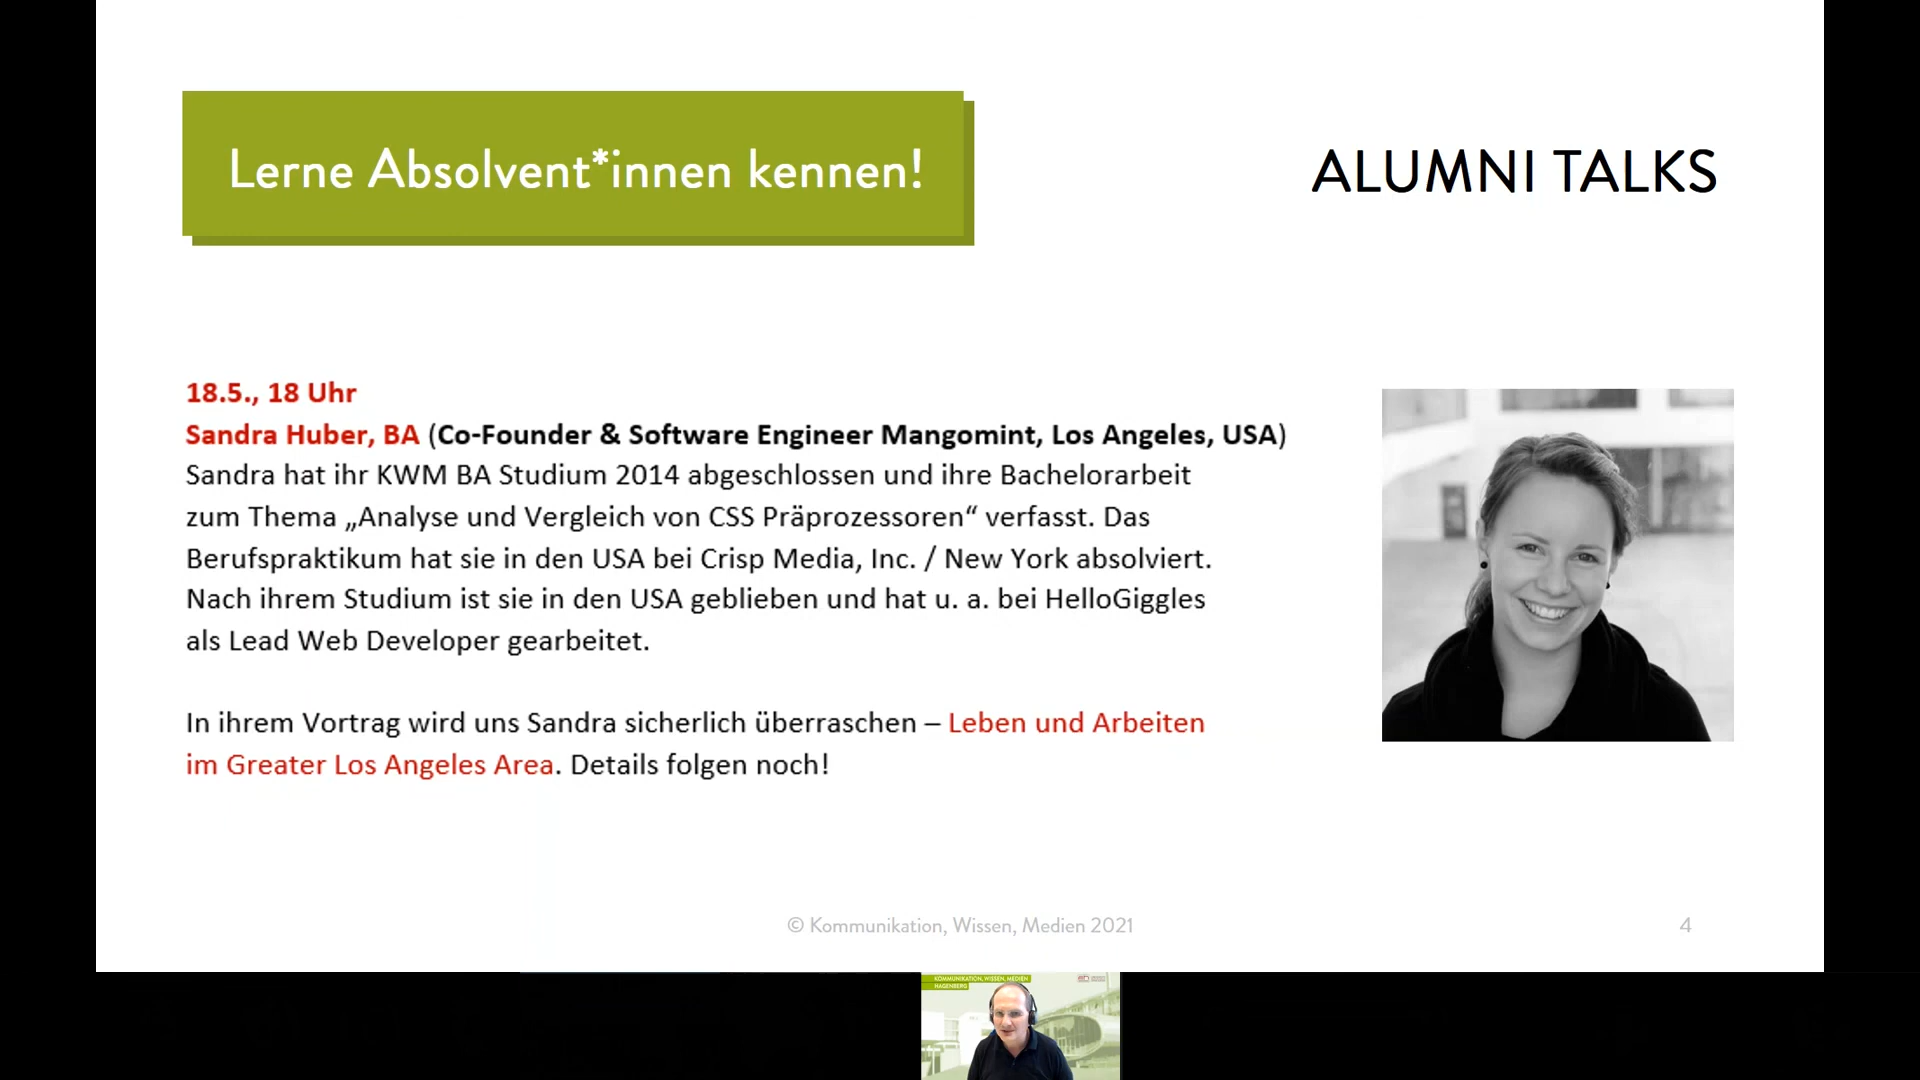 Lerne Absolvent*innen kennen!
ALUMNI TALKS
18.5., 18 Uhr
Sandra Huber, BA (Co-Founder & Software Engineer Mangomint, Los Angeles, USA)
Sandra hat ihr KWM BA Studium 2014 abgeschlossen und ihre Bachelorarbeit
zum Thema „Analyse und Vergleich von CSS Präprozessoren“ verfasst. Das
Berufspraktikum hat sie in den USA bei Crisp Media, Inc. / New York absolviert.
Nach ihrem Studium ist sie in den USA geblieben und hat u. a. bei HelloGiggles
als Lead Web Developer gearbeitet.
In ihrem Vortrag wird uns Sandra sicherlich überraschen – Leben und Arbeiten
im Greater Los Angeles Area. Details folgen noch!
© Kommunikation, Wissen, Medien 2021
4
KOMMUNIKATION, WISSEN, MEDIEN
HAGENBERG